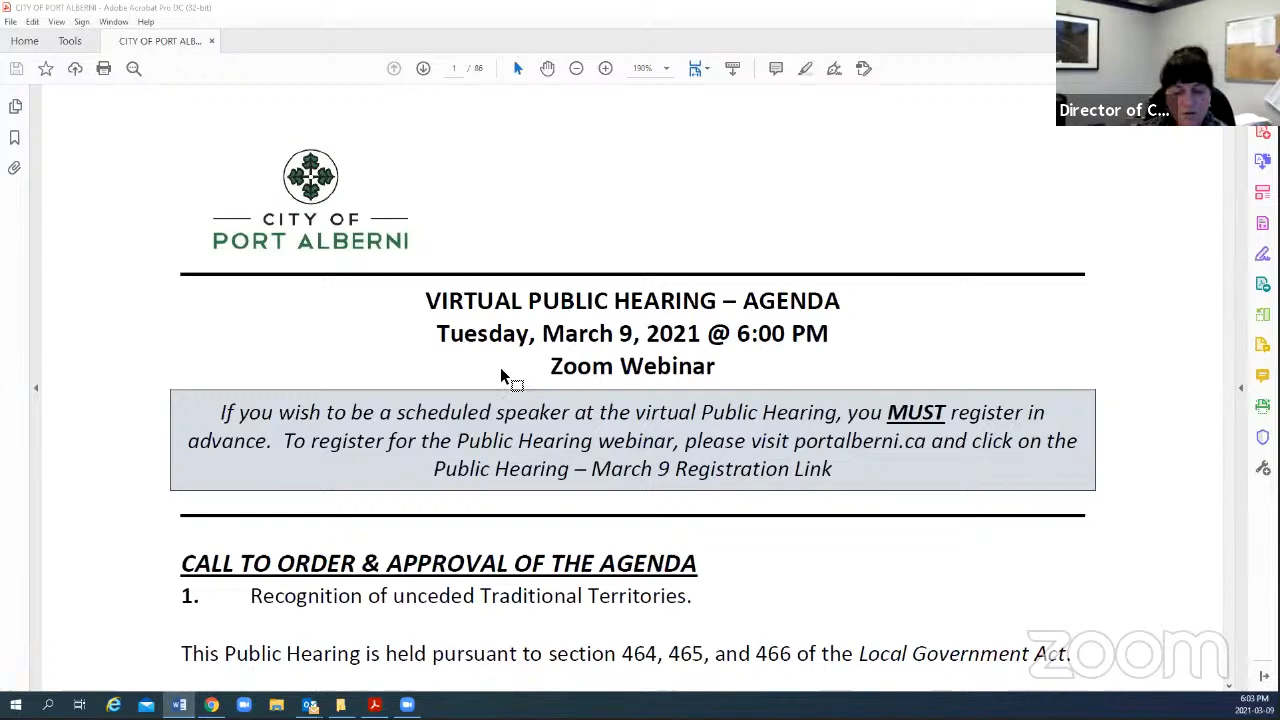 CITY OF PORT ALBERNI - Adobe Acrobat Pro DC (32-bit)
File Edit View Sign Window Help
Home Tools CITY OF PORT ALB... ×
1 / 86 190%
Director of C...
CITY OF
PORT ALBERNI
VIRTUAL PUBLIC HEARING – AGENDA
Tuesday, March 9, 2021 @ 6:00 PM
Zoom Webinar
If you wish to be a scheduled speaker at the virtual Public Hearing, you MUST register in
advance. To register for the Public Hearing webinar, please visit portalberni.ca and click on the
Public Hearing – March 9 Registration Link
CALL TO ORDER & APPROVAL OF THE AGENDA
1. Recognition of unceded Traditional Territories.
This Public Hearing is held pursuant to section 464, 465, and 466 of the Local Government Act.
zoom
6:03 PM
2021-03-09